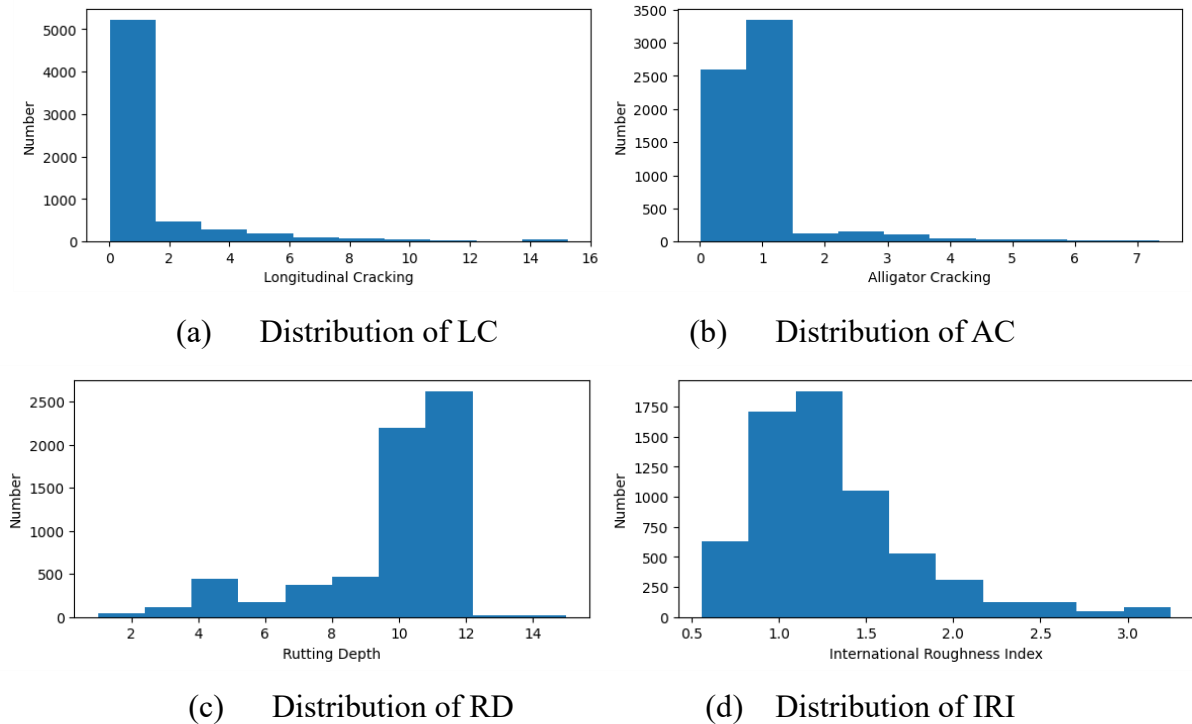 5000
4000
3000
2000
1000
0
Number
0 2 4 6 8 10 12 14 16
Longitudinal Cracking
(a) Distribution of LC
3500
3000
2500
2000
1500
1000
500
0
Number
0 1 2 3 4 5 6 7
Alligator Cracking
(b) Distribution of AC
2500
2000
1500
1000
500
0
Number
2 4 6 8 10 12 14
Rutting Depth
(c) Distribution of RD
1750
1500
1250
1000
750
500
250
0
Number
0.5 1.0 1.5 2.0 2.5 3.0
International Roughness Index
(d) Distribution of IRI